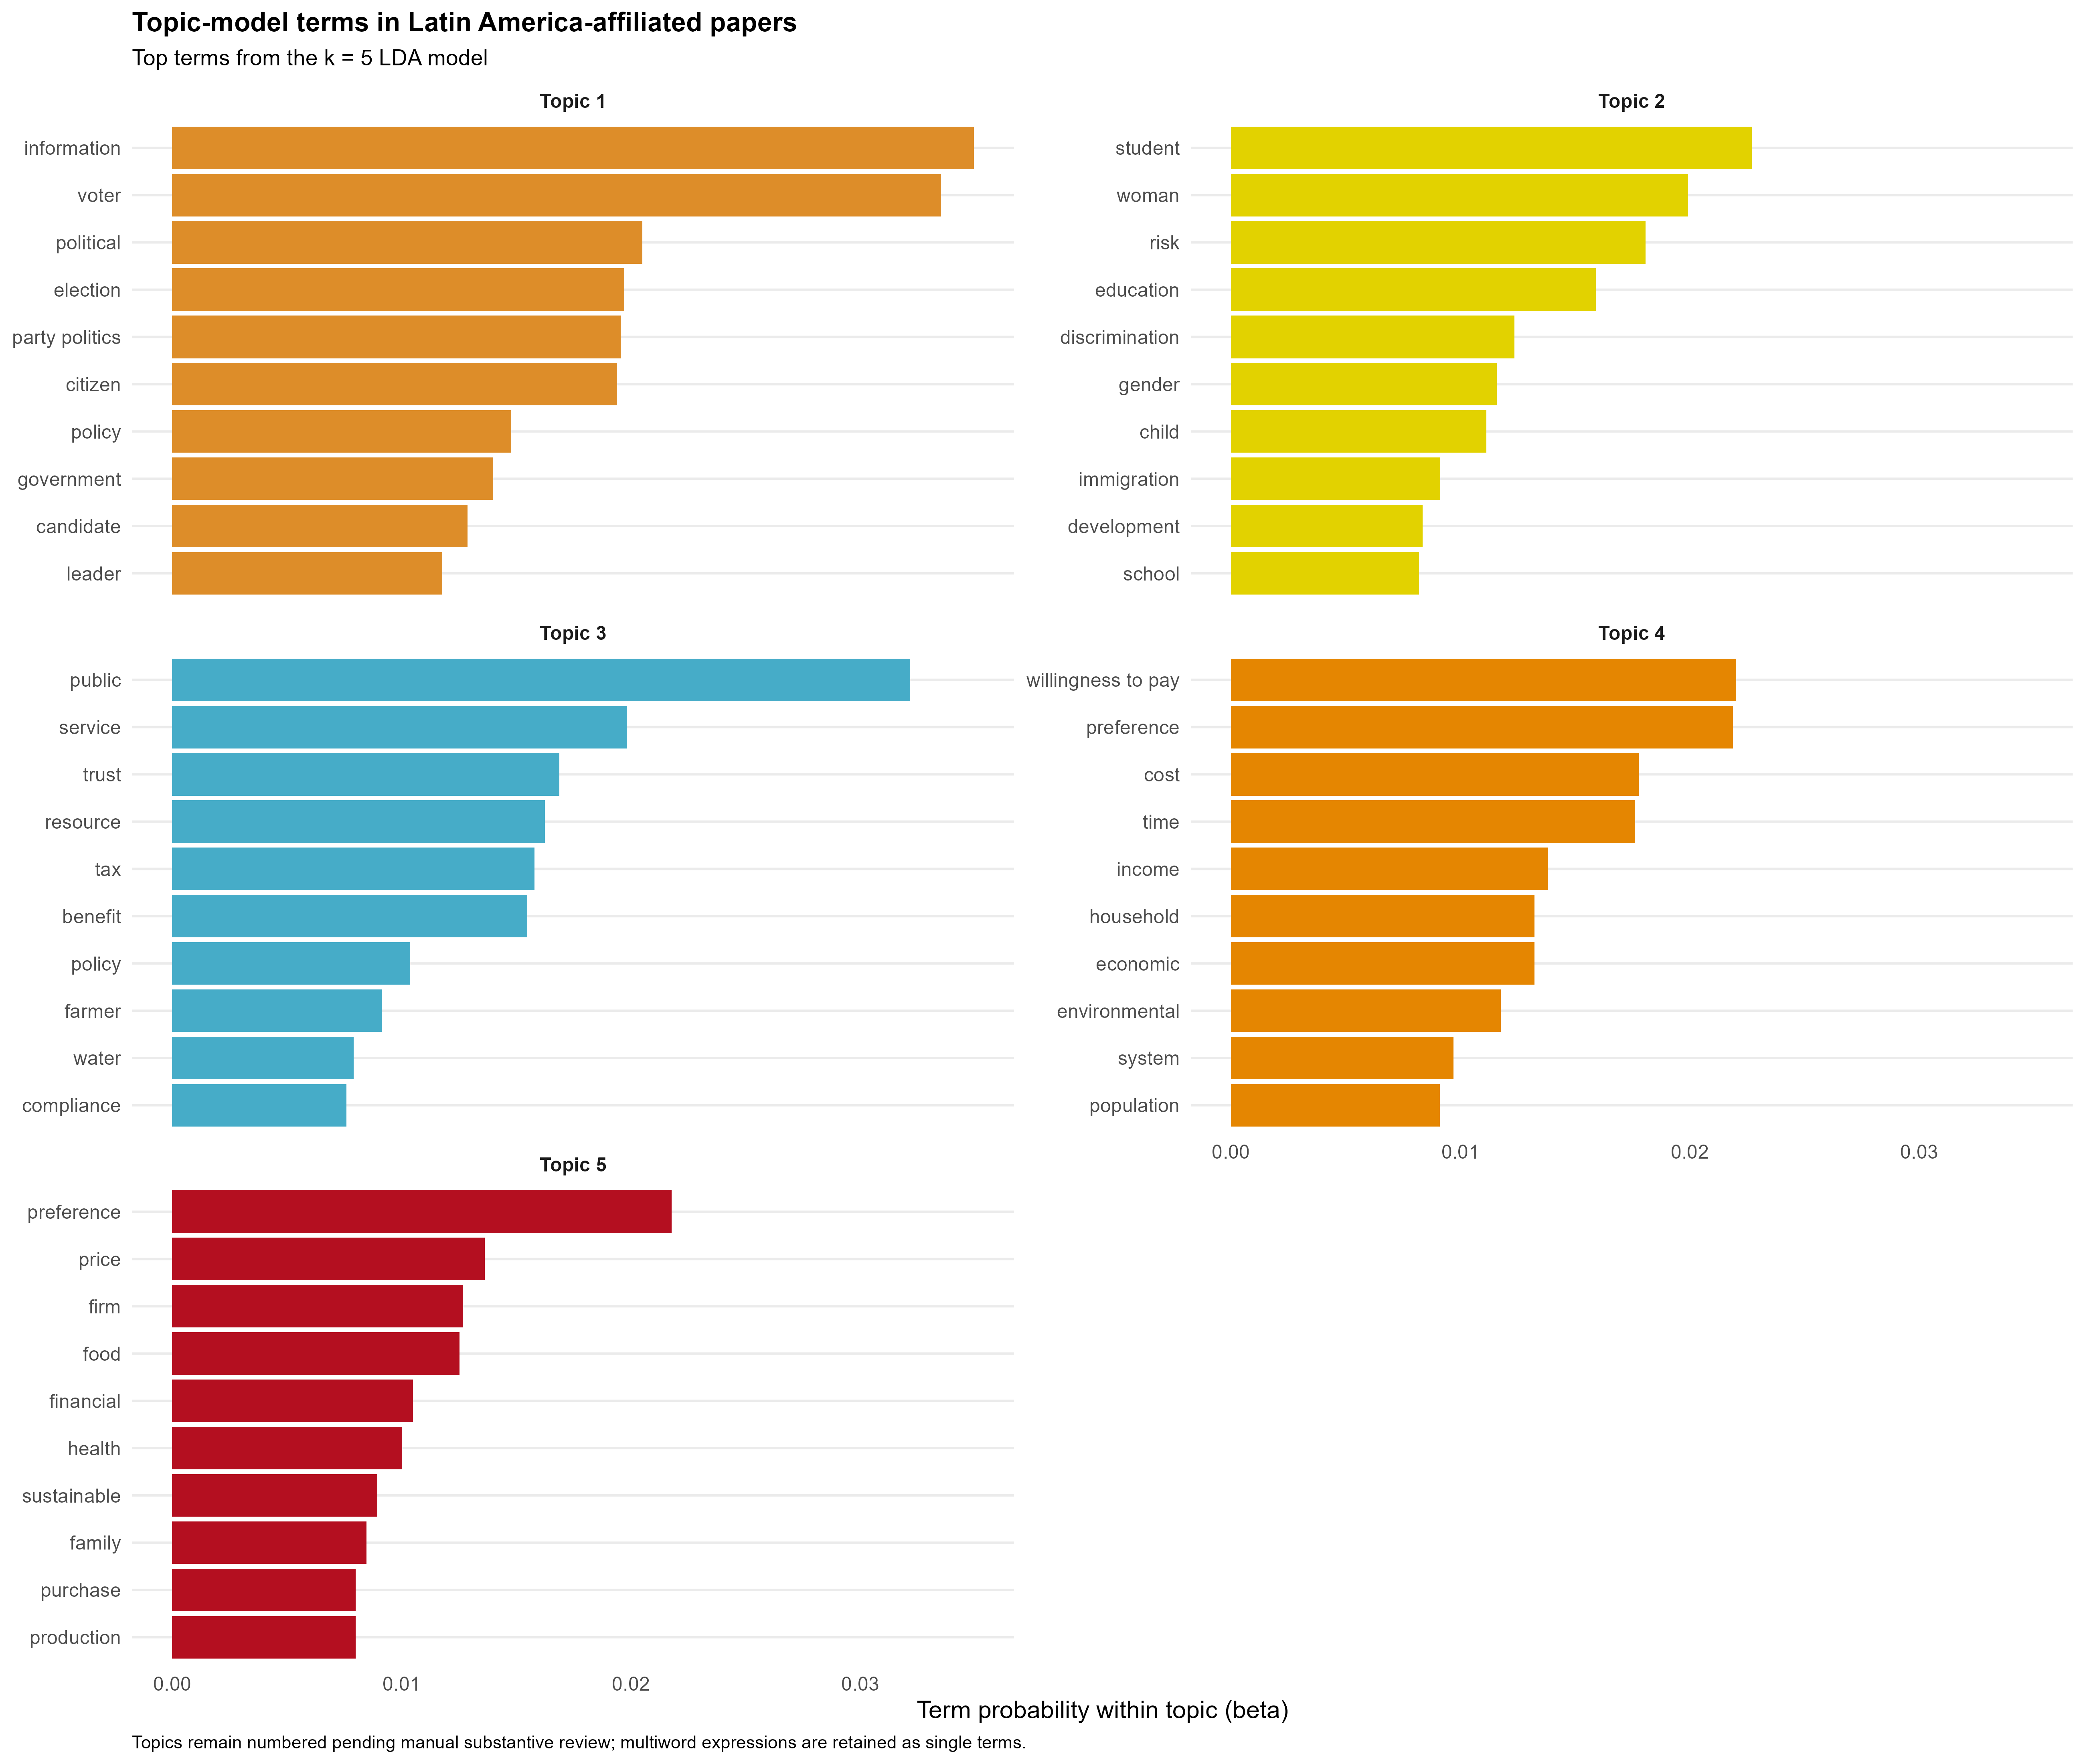 Topic-model terms in Latin America-affiliated papers
Top terms from the k = 5 LDA model
Topic 1
information
voter
political
election
party politics
citizen
policy
government
candidate
leader
Topic 2
student
woman
risk
education
discrimination
gender
child
immigration
development
school
Topic 3
public
service
trust
resource
tax
benefit
policy
farmer
water
compliance
Topic 4
willingness to pay
preference
cost
time
income
household
economic
environmental
system
population
0.00 0.01 0.02 0.03
Topic 5
preference
price
firm
food
financial
health
sustainable
family
purchase
production
0.00 0.01 0.02 0.03
Term probability within topic (beta)
Topics remain numbered pending manual substantive review; multiword expressions are retained as single terms.